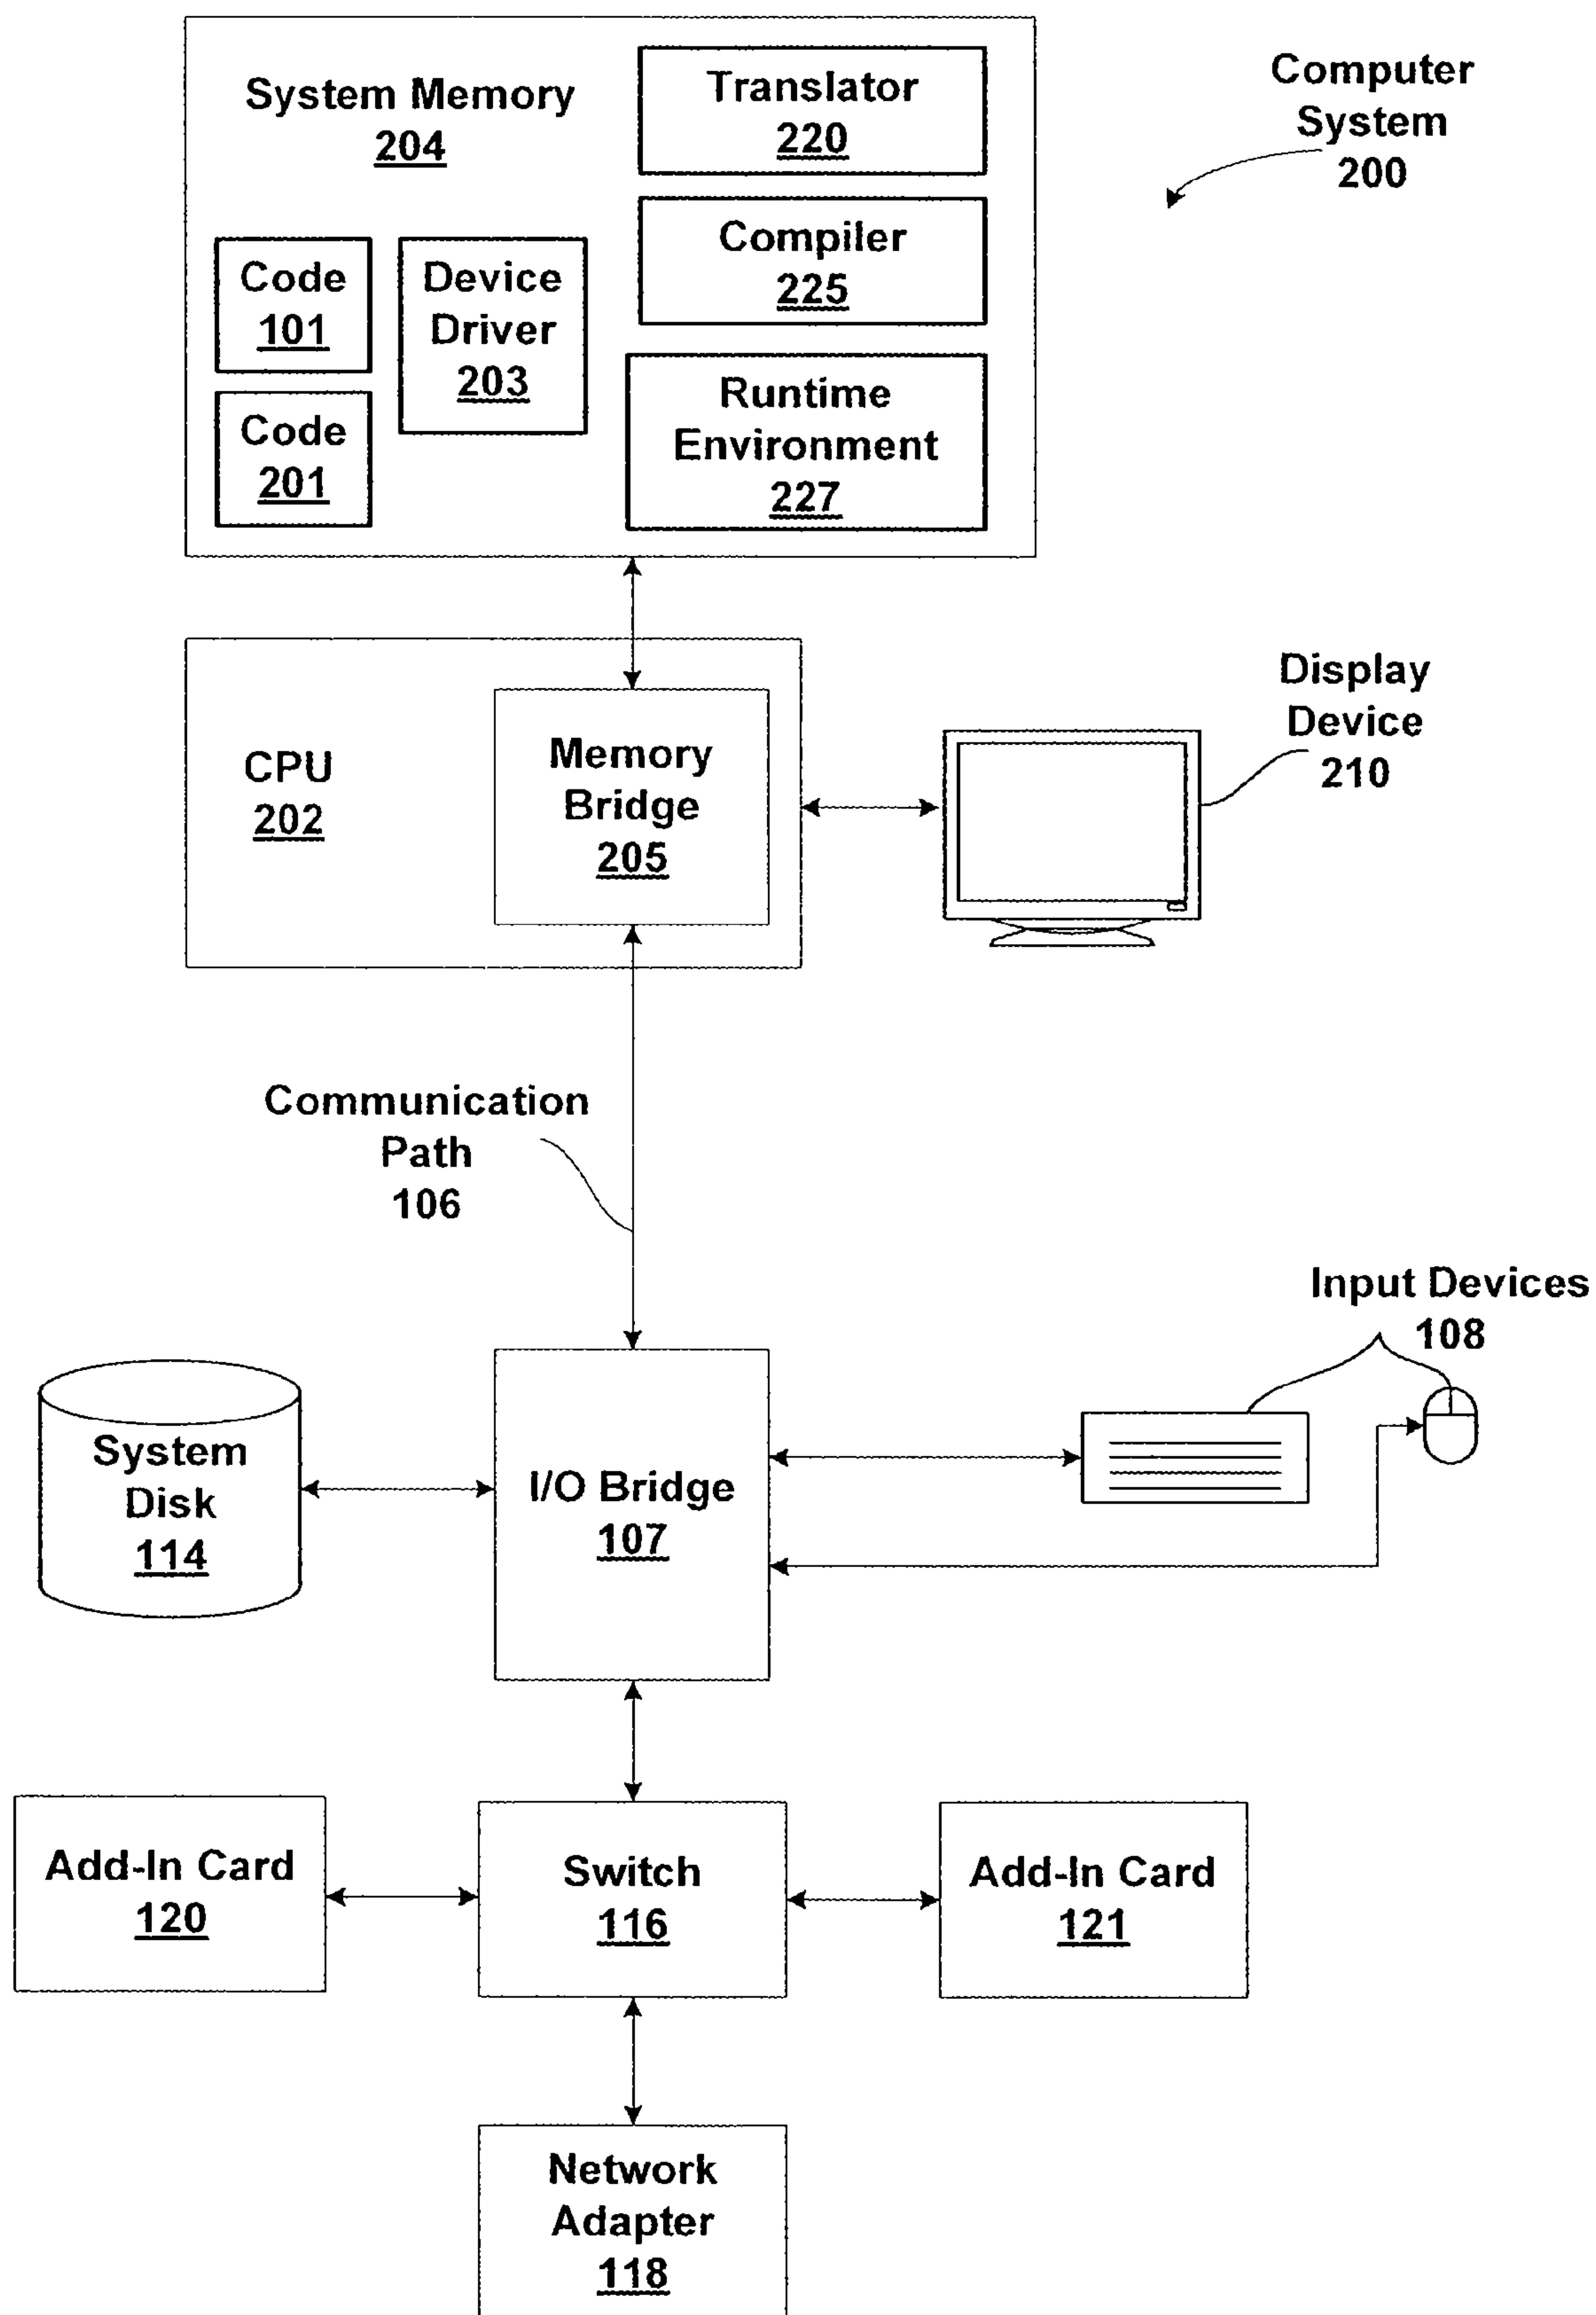 System Memory
204
Translator
220
Computer
System
200
Compiler
225
Code
101
Device
Driver
203
Code
201
Runtime
Environment
227
CPU
202
Memory
Bridge
205
Display
Device
210
Communication
Path
106
Input Devices
108
System
Disk
114
I/O Bridge
107
Add-In Card
120
Switch
116
Add-In Card
121
Network
Adapter
118